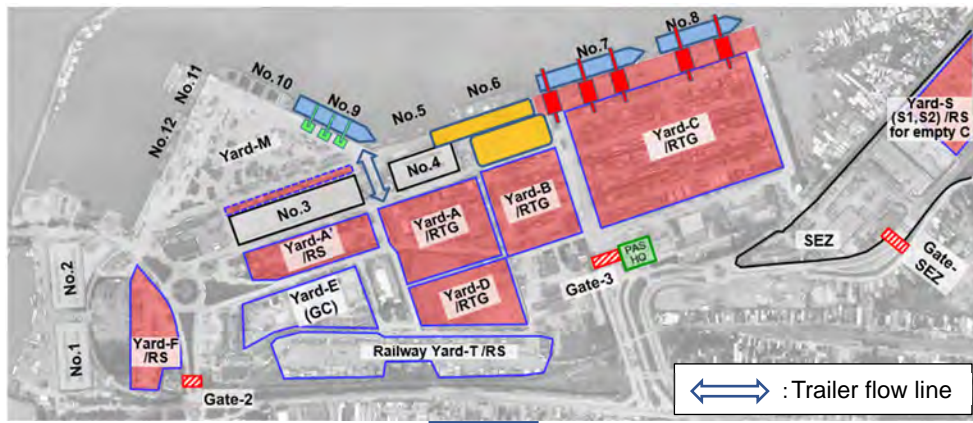 No.8
No.7
No.6
No.5
No.9
No.10
No.11
No.12
Yard-M
No.4
No.3
Yard-C
/RTG
Yard-S
(S1,S2) /RS
for empty C
Yard-B
/RTG
Yard-A
/RTG
Yard-A'
/RS
Yard-D
/RTG
Yard-E
(GC)
Yard-F
/RS
Railway Yard-T /RS
No.2
No.1
Gate-2
Gate-3
PAS
HQ
SEZ
Gate-
SEZ
: Trailer flow line